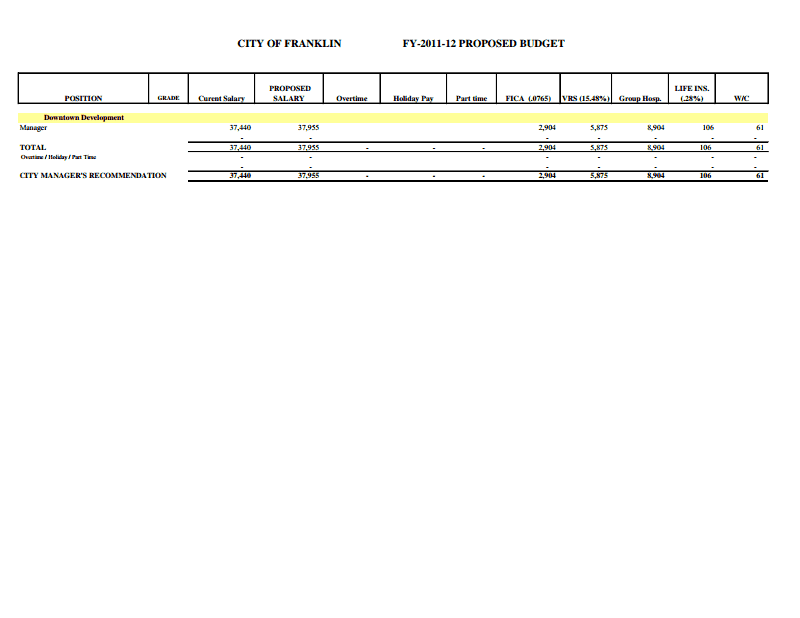 CITY OF FRANKLIN FY-2011-12 PROPOSED BUDGET
POSITION GRADE Curent Salary PROPOSED SALARY Overtime Holiday Pay Part time FICA (.0765) VRS (15.48%) Group Hosp. LIFE INS. (.28%) W/C
Downtown Development
Manager 37,440 37,955 2,904 5,875 8,904 106 61
- - - - - - -
TOTAL 37,440 37,955 - - - 2,904 5,875 8,904 106 61
Overtime / Holiday / Part Time - - - - - - -
- - - - - - -
CITY MANAGER'S RECOMMENDATION 37,440 37,955 - - - 2,904 5,875 8,904 106 61